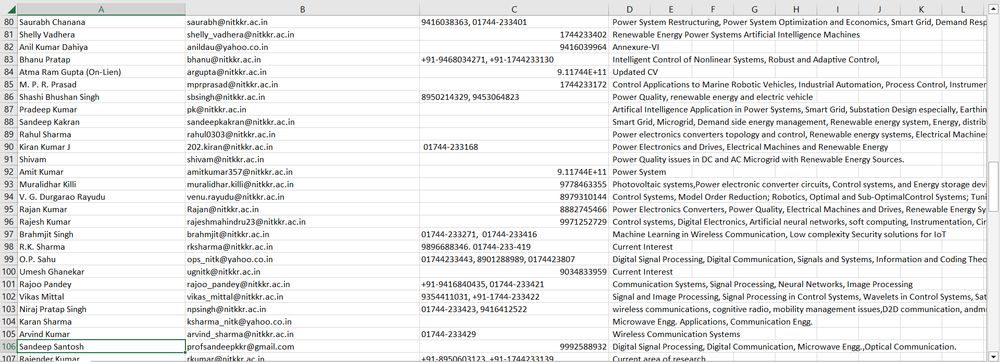 A B C D E F G H I J K L
80 Saurabh Chanana saurabh@nitkkr.ac.in 9416038363, 01744-233401 Power System Restructuring, Power System Optimization and Economics, Smart Grid, Demand Resp
81 Shelly Vadhera shelly_vadhera@nitkkr.ac.in 1744233402 Renewable Energy Power Systems Artificial Intelligence Machines
82 Anil Kumar Dahiya anildau@yahoo.co.in 9416039964 Annexure-VI
83 Bhanu Pratap bhanu@nitkkr.ac.in +91-9468034271, +91-1744233130 Intelligent Control of Nonlinear Systems, Robust and Adaptive Control,
84 Atma Ram Gupta (On-Lien) argupta@nitkkr.ac.in 9.11744E+11 Updated CV
85 M. P. R. Prasad mprprasad@nitkkr.ac.in 1744233172 Control Applications to Marine Robotic Vehicles, Industrial Automation, Process Control, Instrumer
86 Shashi Bhushan Singh sbsingh@nitkkr.ac.in 8950214329, 9453064823 Power Quality, renewable energy and electric vehicle
87 Pradeep Kumar pk@nitkkr.ac.in Artifical Intelligence Application in Power Systems, Smart Grid, Substation Design especially, Earthin
88 Sandeep Kakran sandeepkakran@nitkkr.ac.in Smart Grid, Microgrid, Demand side energy management, Renewable energy system, Energy, distrib
89 Rahul Sharma rahul0303@nitkkr.ac.in Power electronics converters topology and control, Renewable energy systems, Electrical Machines
90 Kiran Kumar J 202.kiran@nitkkr.ac.in 01744-233168 Power Electronics and Drives, Electrical Machines and Renewable Energy
91 Shivam shivam@nitkkr.ac.in Power Quality issues in DC and AC Microgrid with Renewable Energy Sources.
92 Amit Kumar amitkumar357@nitkkr.ac.in 9.11744E+11 Power System
93 Muralidhar Killi muralidhar.killi@nitkkr.ac.in 9778463355 Photovoltaic systems,Power electronic converter circuits, Control systems, and Energy storage devi
94 V. G. Durgarao Rayudu venu.rayudu@nitkkr.ac.in 8979310144 Control Systems, Model Order Reduction; Robotics, Optimal and Sub-OptimalControl Systems; Tuni
95 Rajan Kumar Rajan@nitkkr.ac.in 8882745466 Power Electronics Converters, Power Quality, Electrical Machines and Drives, Renewable Energy Sy
96 Rajesh Kumar rajeshmahindru23@nitkkr.ac.in 9971252729 Control systems, Digital Electronics, Artificial neural networks, soft computing, Instrumentation, Cir
97 Brahmjit Singh brahmjit@nitkkr.ac.in 01744-233271, 01744-233416 Machine Learning in Wireless Communication, Low complexity Security solutions for IoT
98 R.K. Sharma rksharma@nitkkr.ac.in 9896688346. 01744-233-419 Current Interest
99 O.P. Sahu ops_nitk@yahoo.co.in 01744233443, 8901288989, 0174423807 Digital Signal Processing, Digital Communication, Signals and Systems, Information and Coding Theo
100 Umesh Ghanekar ugnitk@nitkkr.ac.in 9034833959 Current Interest
101 Rajoo Pandey rajoo_pandey@nitkkr.ac.in +91-9416840435, 01744-233421 Communication Systems, Signal Processing, Neural Networks, Image Processing
102 Vikas Mittal vikas_mittal@nitkkr.ac.in 9354411031, +91-1744-233422 Signal and Image Processing, Signal Processing in Control Systems, Wavelets in Control Systems, Sat
103 Niraj Pratap Singh npsingh@nitkkr.ac.in 01744-233423, 9416412522 wireless communications, cognitive radio, mobility management issues,D2D communication, andm
104 Karan Sharma ksharma_nitk@yahoo.co.in Microwave Engg. Applications, Communication Engg.
105 Arvind Kumar arvind_sharma@nitkkr.ac.in 01744-233429 Wireless Communication Systems
106 Sandeep Santosh profsandeepkkr@gmail.com 9992588932 Digital Signal Processing, Digital Communication, Microwave Engg.,Optical Communication.
107 Rajender Kumar rkumar@nitkkr.ac.in +91-8950603123, +91-1744233139 Current area of research